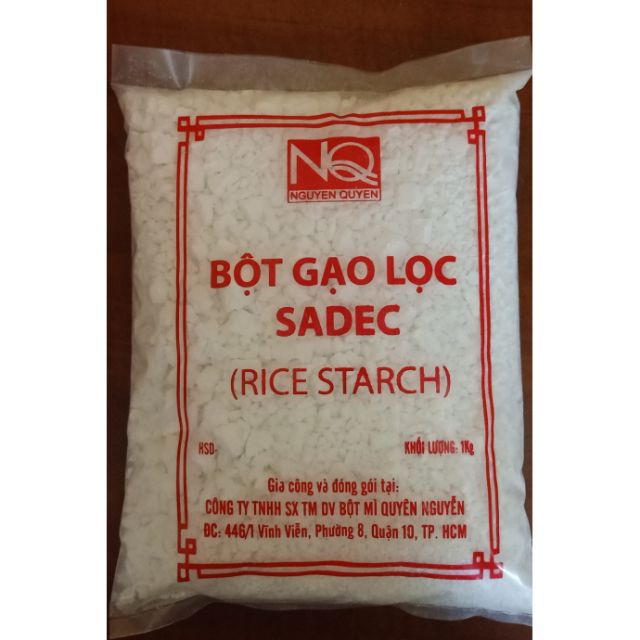 NQ
NGUYEN QUYEN
BỘT GẠO LỌC
SADEC
(RICE STARCH)
HSD- KHỐI LƯỢNG: 1Kg
Gia công và đóng gói tại:
CÔNG TY TNHH SX TM DV BỘT MÌ QUYÊN NGUYỄN
ĐC: 446/1 Vĩnh Viễn, Phường 8, Quận 10, TP. HCM